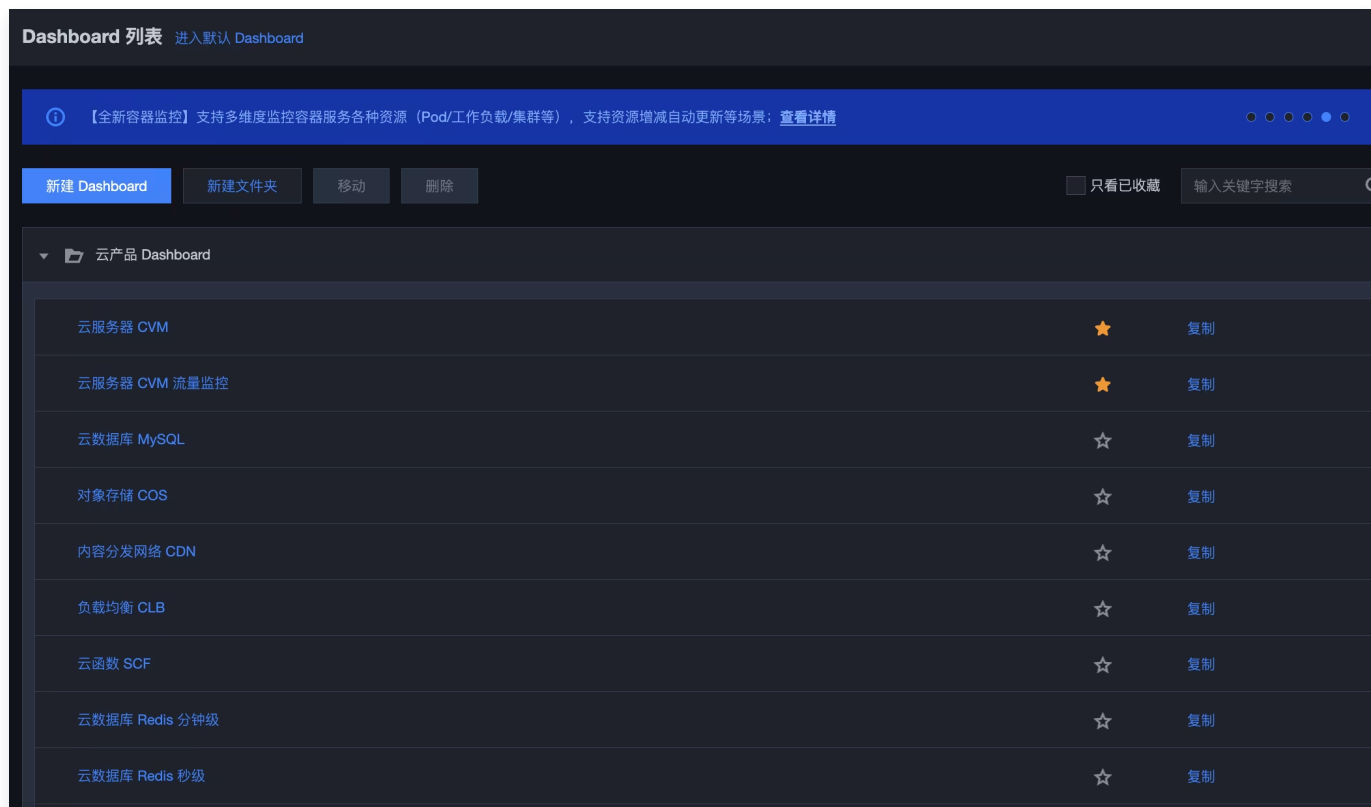 Dashboard 列表 进入默认 Dashboard
【全新容器监控】支持多维度监控容器服务各种资源（Pod/工作负载/集群等），支持资源增减自动更新等场景；查看详情
新建 Dashboard 新建文件夹 移动 删除 只看已收藏 输入关键字搜索
云产品 Dashboard
云服务器 CVM 复制
云服务器 CVM 流量监控 复制
云数据库 MySQL 复制
对象存储 COS 复制
内容分发网络 CDN 复制
负载均衡 CLB 复制
云函数 SCF 复制
云数据库 Redis 分钟级 复制
云数据库 Redis 秒级 复制